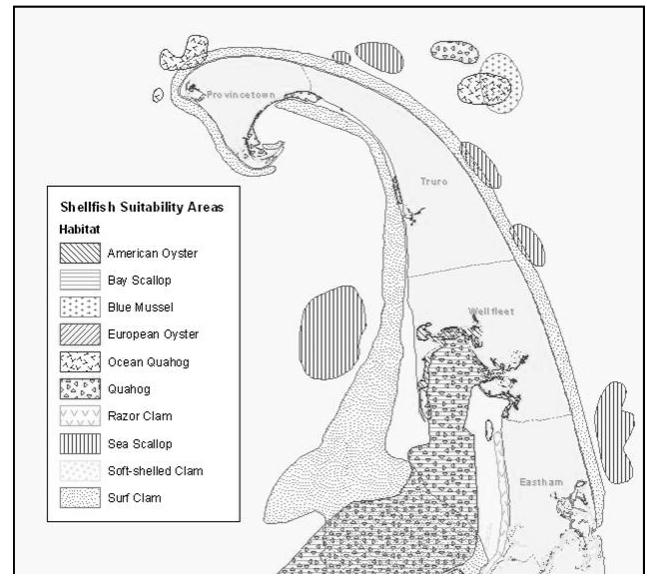 Provincetown
Truro
Shellfish Suitability Areas
Habitat
American Oyster
Bay Scallop
Blue Mussel
European Oyster
Ocean Quahog
Quahog
Razor Clam
Sea Scallop
Soft-shelled Clam
Surf Clam
Wellfleet
Eastham